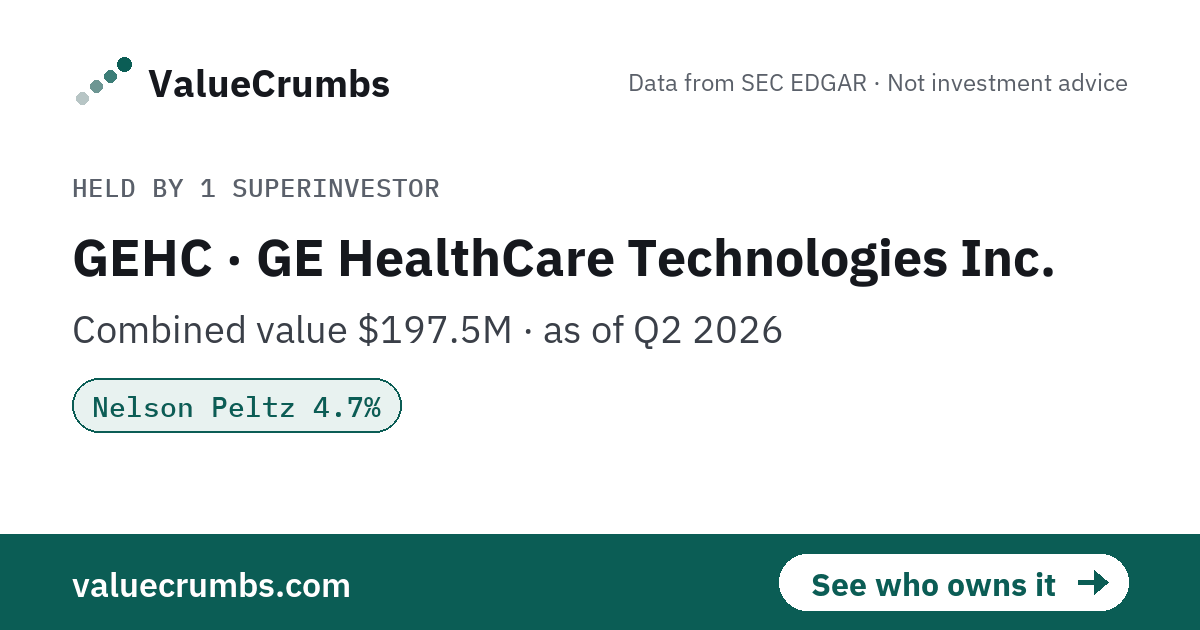 ValueCrumbs
Data from SEC EDGAR · Not investment advice
HELD BY 1 SUPERINVESTOR
GEHC · GE HealthCare Technologies Inc.
Combined value $197.5M · as of Q2 2026
Nelson Peltz 4.7%
valuecrumbs.com
See who owns it →